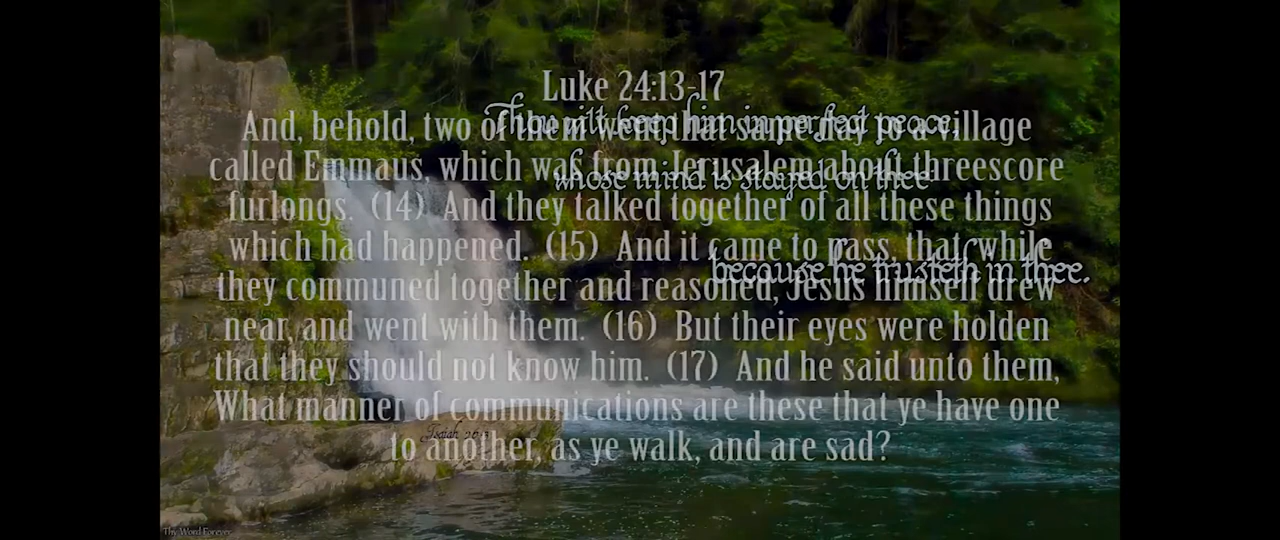 Luke 24:13-17
And, behold, two of them went that same day to a village
called Emmaus, which was from Jerusalem about threescore
furlongs. (14) And they talked together of all these things
which had happened. (15) And it came to pass, that, while
they communed together and reasoned, Jesus himself drew
near, and went with them. (16) But their eyes were holden
that they should not know him. (17) And he said unto them,
What manner of communications are these that ye have one
to another, as ye walk, and are sad?
Thou wilt keep him in perfect peace,
whose mind is stayed on thee:
because he trusteth in thee.
Isaiah 26:3
Thy Word Forever